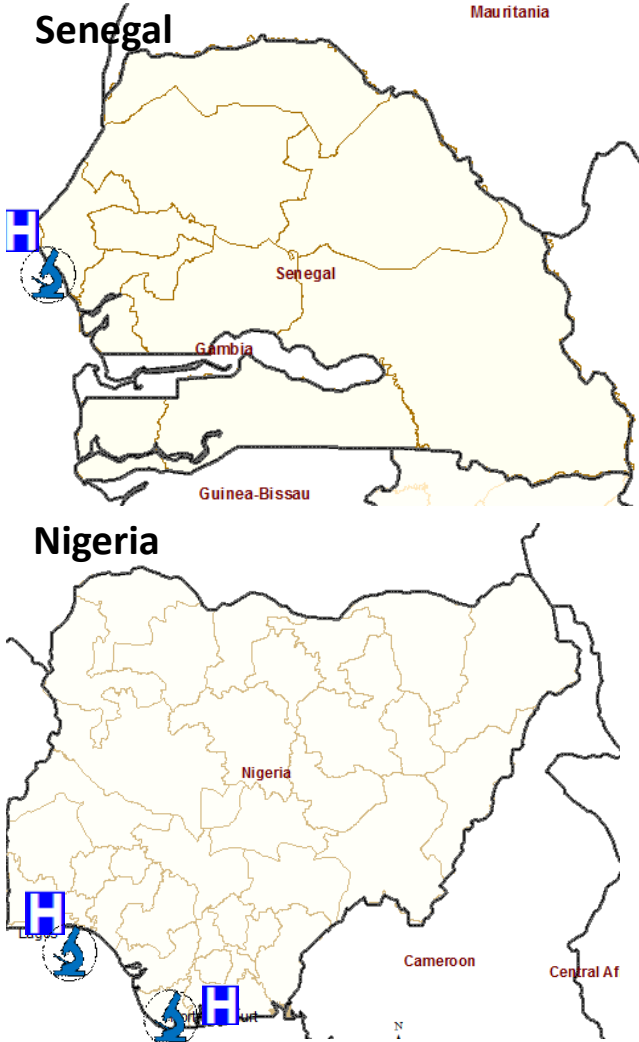 Senegal
Mauritania
H
Senegal
Gambia
Guinea-Bissau
Nigeria
Nigeria
H
Cameroon
Central Af
H
N